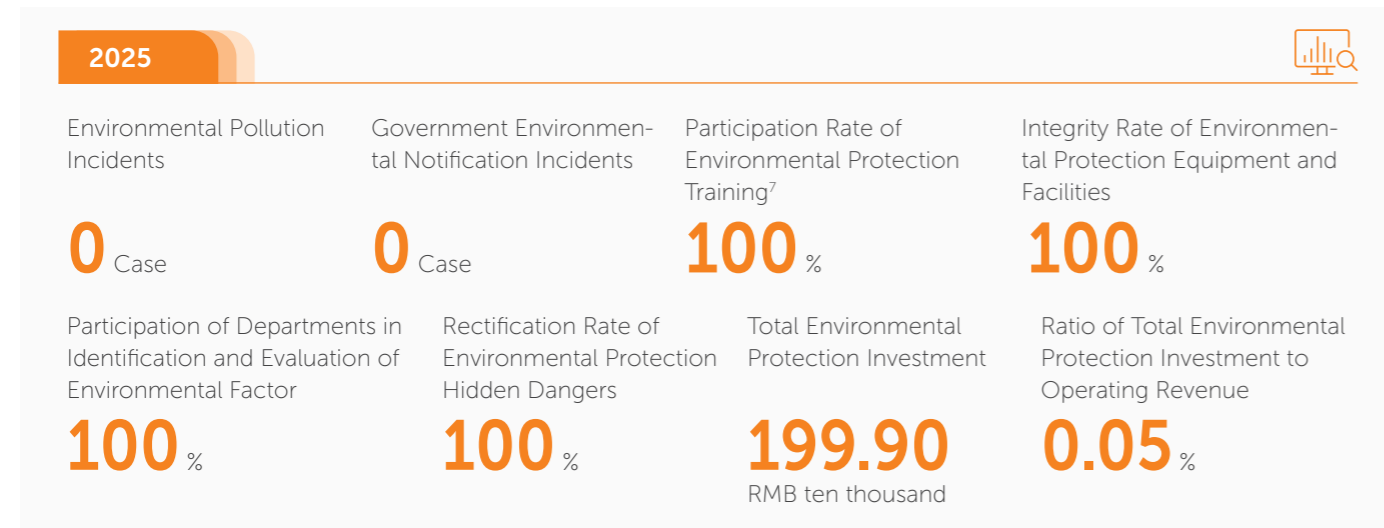 2025
Environmental Pollution
Incidents
0 Case
Government Environmen-
tal Notification Incidents
0 Case
Participation Rate of
Environmental Protection
Training7
100 %
Integrity Rate of Environmen-
tal Protection Equipment and
Facilities
100 %
Participation of Departments in
Identification and Evaluation of
Environmental Factor
100 %
Rectification Rate of
Environmental Protection
Hidden Dangers
100 %
Total Environmental
Protection Investment
199.90
RMB ten thousand
Ratio of Total Environmental
Protection Investment to
Operating Revenue
0.05 %